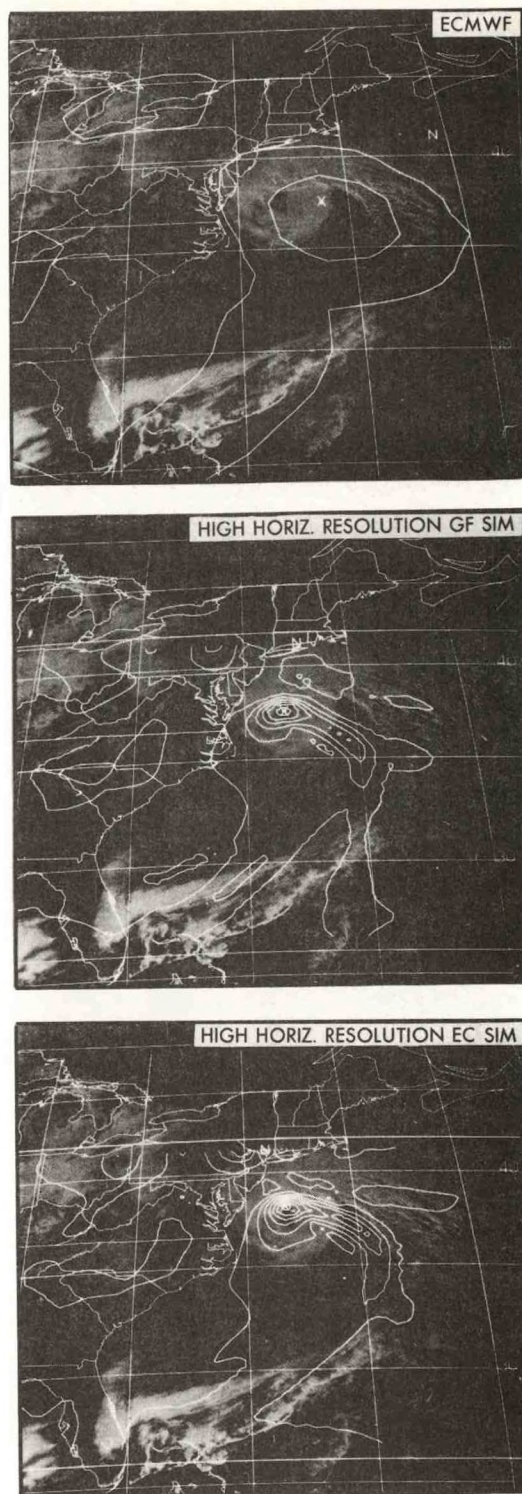 ECMWF
N
X
HIGH HORIZ. RESOLUTION GF SIM
HIGH HORIZ. RESOLUTION EC SIM